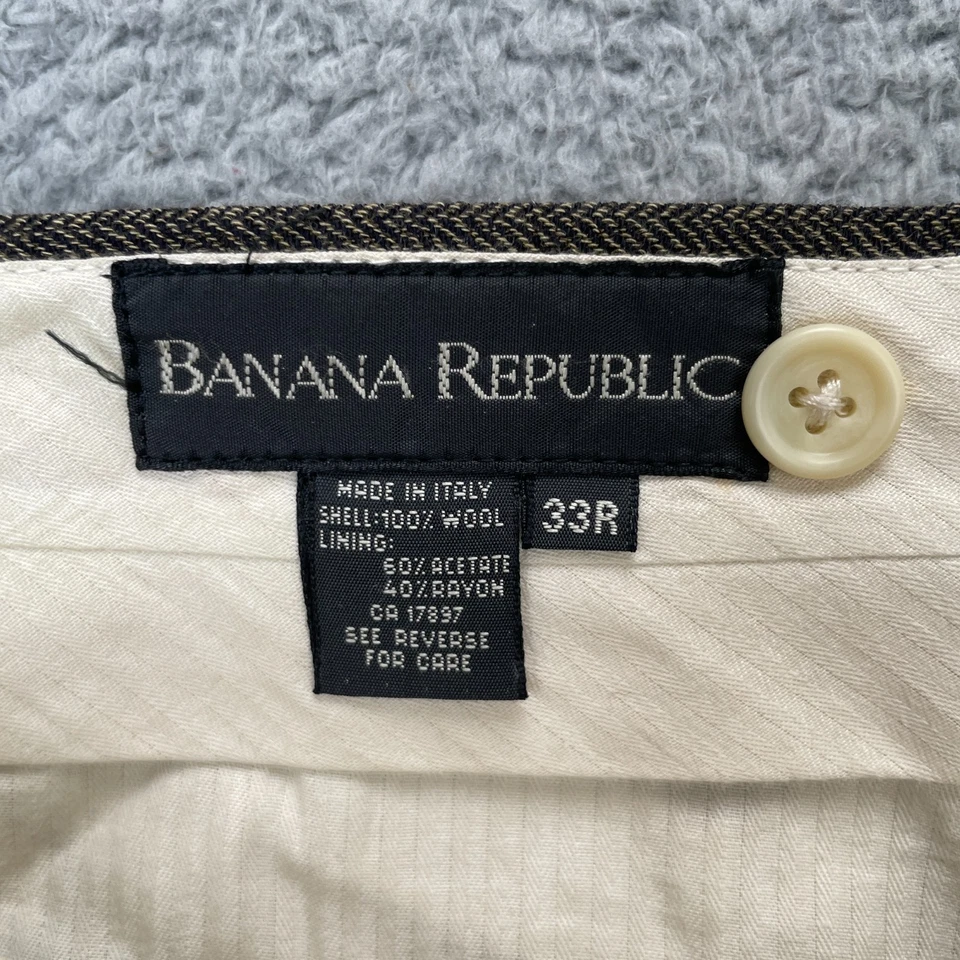 BANANA REPUBLIC
MADE IN ITALY
SHELL:100% WOOL
LINING:
60% ACETATE
40% RAYON
CA 17897
SEE REVERSE
FOR CARE
33R